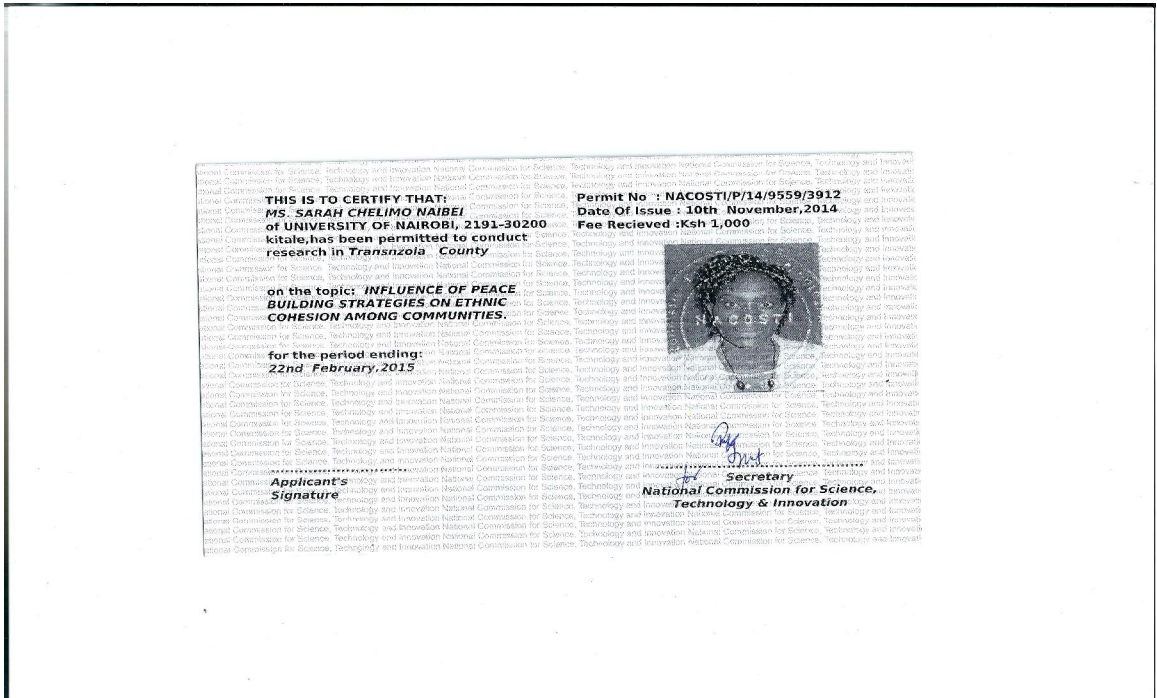 THIS IS TO CERTIFY THAT:
MS. SARAH CHELIMO NAIBEI
of UNIVERSITY OF NAIROBI, 2191-30200
kitale,has been permitted to conduct
research in Transnzoia County
on the topic: INFLUENCE OF PEACE
BUILDING STRATEGIES ON ETHNIC
COHESION AMONG COMMUNITIES.
for the period ending:
22nd February,2015
Applicant's
Signature
Permit No : NACOSTI/P/14/9559/3912
Date Of Issue : 10th November,2014
Fee Recieved :Ksh 1,000
NACOST
for Secretary
National Commission for Science,
Technology & Innovation